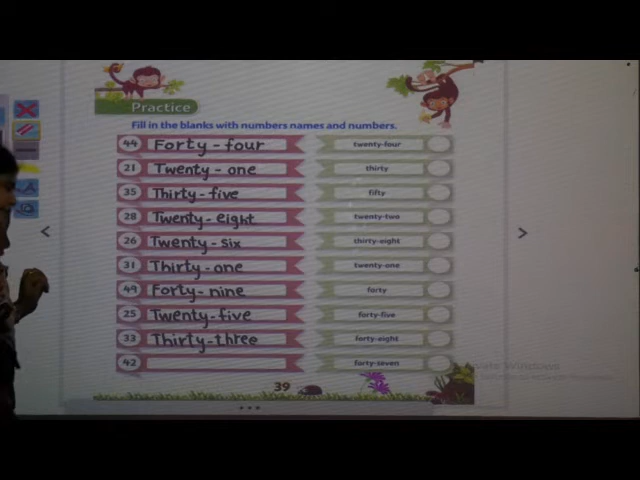 Practice
Fill in the blanks with numbers names and numbers.
44 Forty - four twenty-four
21 Twenty - one thirty
35 Thirty - five fifty
28 Twenty - eight twenty-two
26 Twenty - six thirty-eight
31 Thirty - one twenty-one
49 Forty - nine forty
25 Twenty - five forty-five
33 Thirty - three forty-eight
42 forty-seven
39
Windows